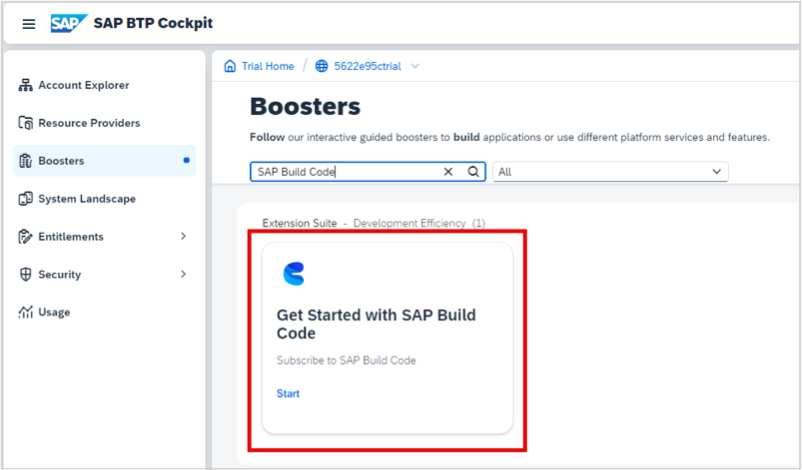 SAP SAP BTP Cockpit
Account Explorer
Resource Providers
Boosters
System Landscape
Entitlements
Security
Usage
Trial Home / 5622e95ctrial
Boosters
Follow our interactive guided boosters to build applications or use different platform services and features.
SAP Build Code All
Extension Suite - Development Efficiency (1)
Get Started with SAP Build
Code
Subscribe to SAP Build Code
Start